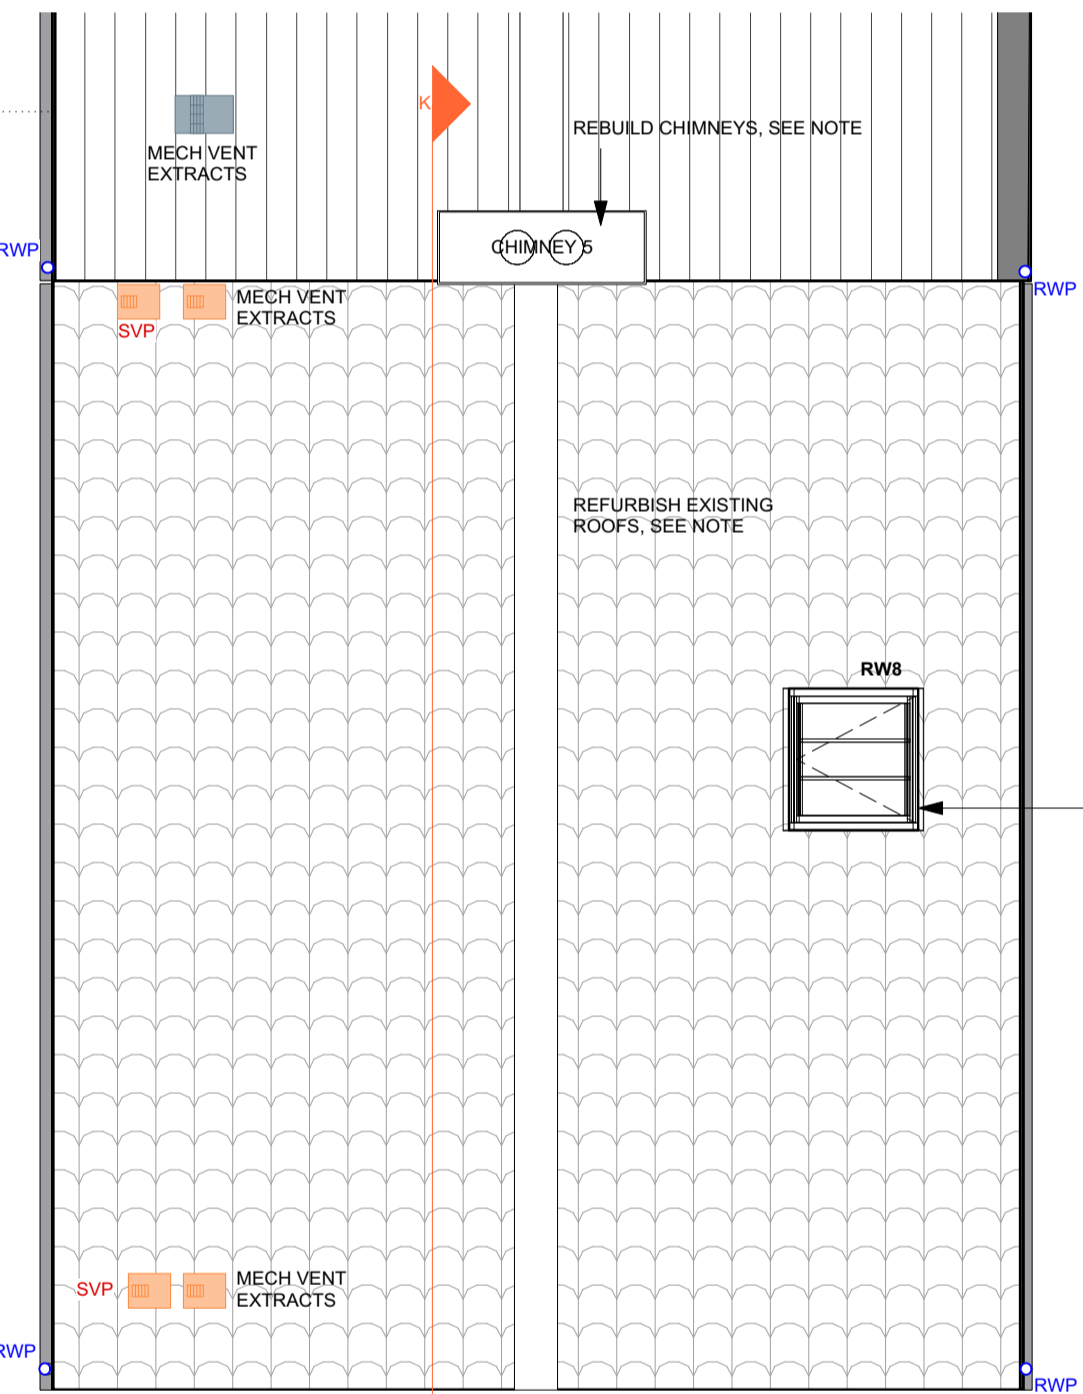 K
REBUILD CHIMNEYS, SEE NOTE
MECH VENT
EXTRACTS
RWP
CHIMNEY 5
RWP
MECH VENT
EXTRACTS
SVP
REFURBISH EXISTING
ROOFS, SEE NOTE
RW8
SVP
MECH VENT
EXTRACTS
RWP
RWP